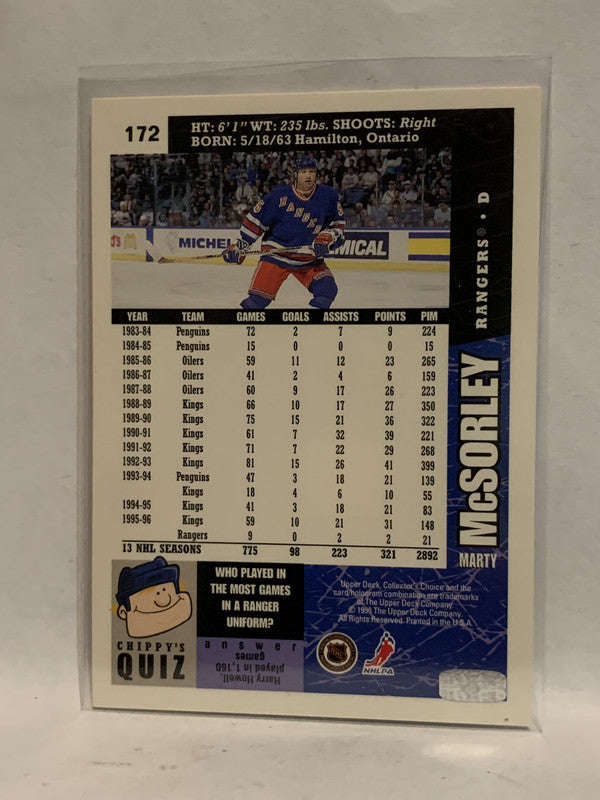 172
HT: 6' 1" WT: 235 lbs. SHOOTS: Right
BORN: 5/18/63 Hamilton, Ontario
RANGERS
MICHEL
MICAL
RANGERS® • D
MARTY McSORLEY
YEAR TEAM GAMES GOALS ASSISTS POINTS PIM
1983-84 Penguins 72 2 7 9 224
1984-85 Penguins 15 0 0 0 15
1985-86 Oilers 59 11 12 23 265
1986-87 Oilers 41 2 4 6 159
1987-88 Oilers 60 9 17 26 223
1988-89 Kings 66 10 17 27 350
1989-90 Kings 75 15 21 36 322
1990-91 Kings 61 7 32 39 221
1991-92 Kings 71 7 22 29 268
1992-93 Kings 81 15 26 41 399
1993-94 Penguins 47 3 18 21 139
Kings 18 4 6 10 55
1994-95 Kings 41 3 18 21 83
1995-96 Kings 59 10 21 31 148
Rangers 9 0 2 2 21
13 NHL SEASONS 775 98 223 321 2892
CHIPPY'S
QUIZ
WHO PLAYED IN
THE MOST GAMES
IN A RANGER
UNIFORM?
answer
Harry Howell,
played in 1,160
games
Upper Deck, Collector's Choice and the
card/hologram combination are trademarks
of The Upper Deck Company.
© 1996 The Upper Deck Company.
All Rights Reserved. Printed in the U.S.A.
NHL
NHLPA